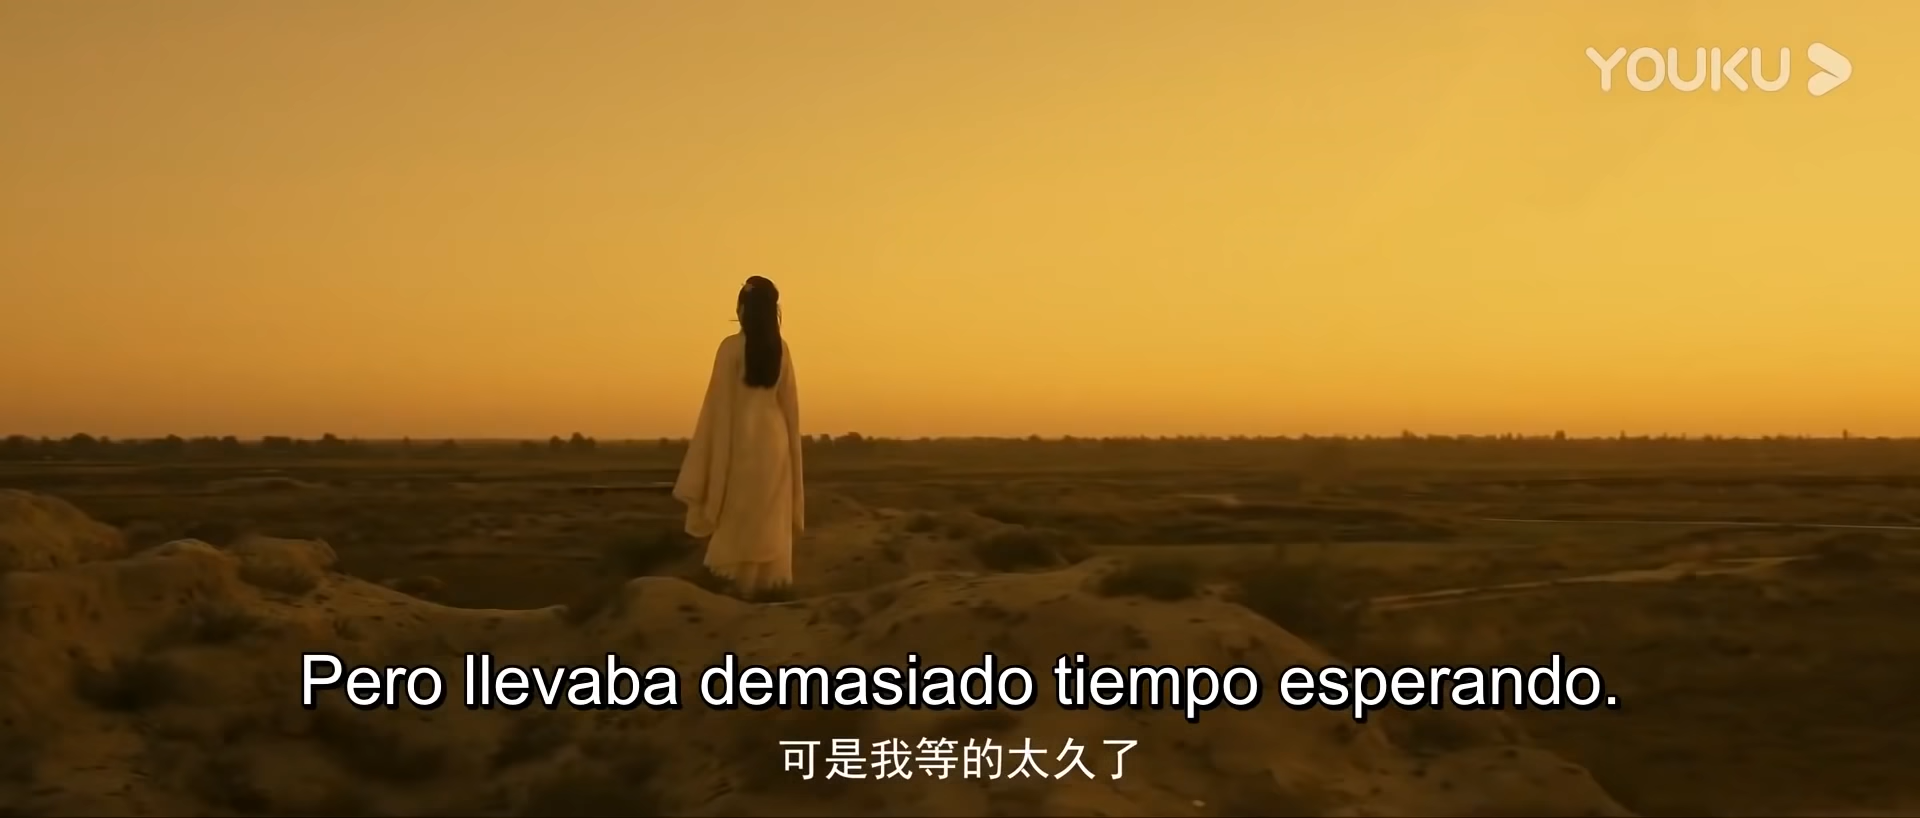 YOUKU
Pero llevaba demasiado tiempo esperando.
可是我等的太久了